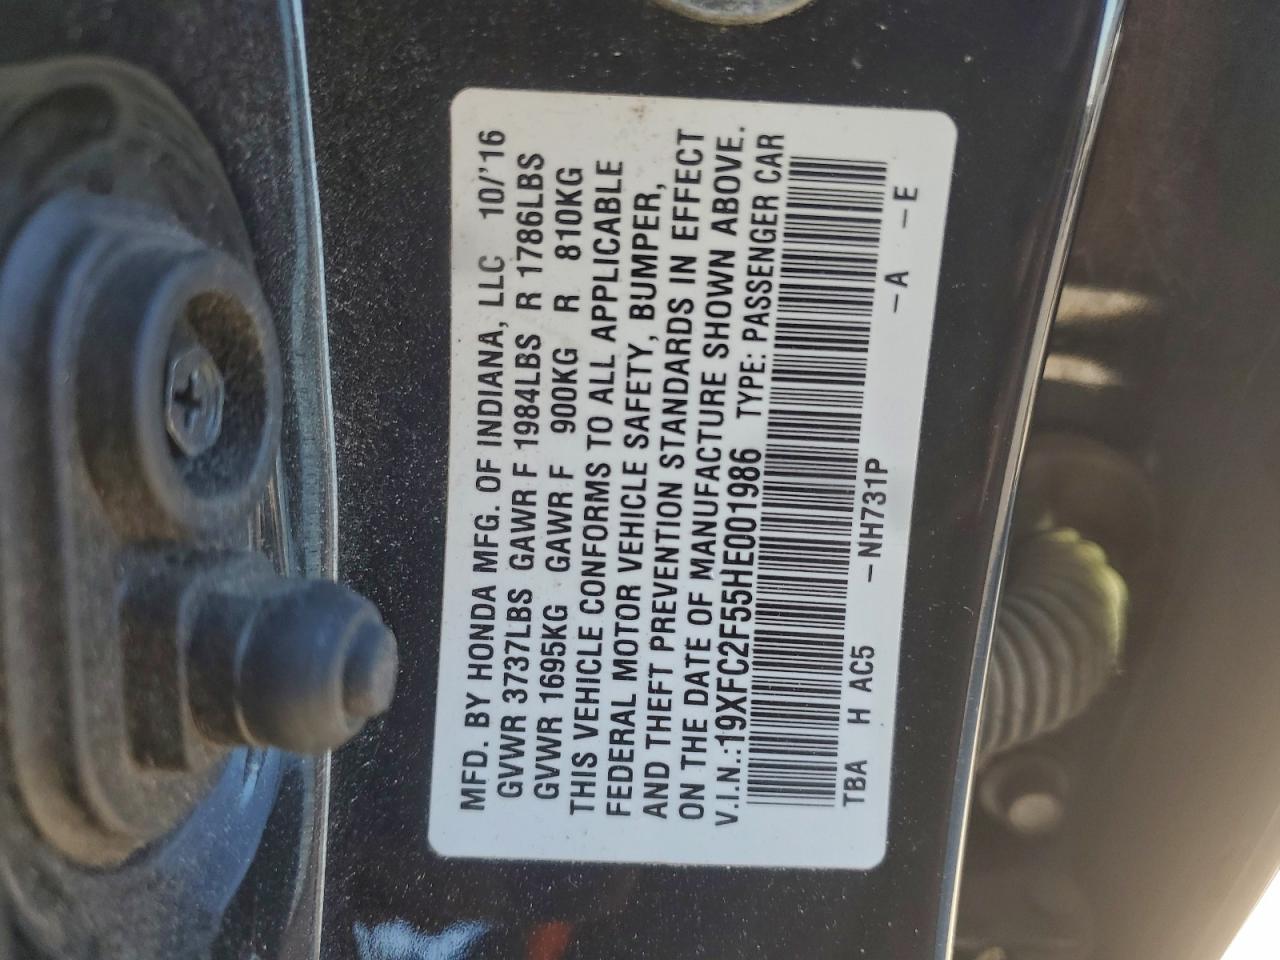 MFD. BY HONDA MFG. OF INDIANA, LLC 10/'16
GVWR 3737LBS GAWR F 1984LBS R 1786LBS
GVWR 1695KG GAWR F 900KG R 810KG
THIS VEHICLE CONFORMS TO ALL APPLICABLE
FEDERAL MOTOR VEHICLE SAFETY, BUMPER,
AND THEFT PREVENTION STANDARDS IN EFFECT
ON THE DATE OF MANUFACTURE SHOWN ABOVE.
V.I.N.:19XFC2F55HE001986 TYPE: PASSENGER CAR
TBA H AC5 –NH731P –A –E